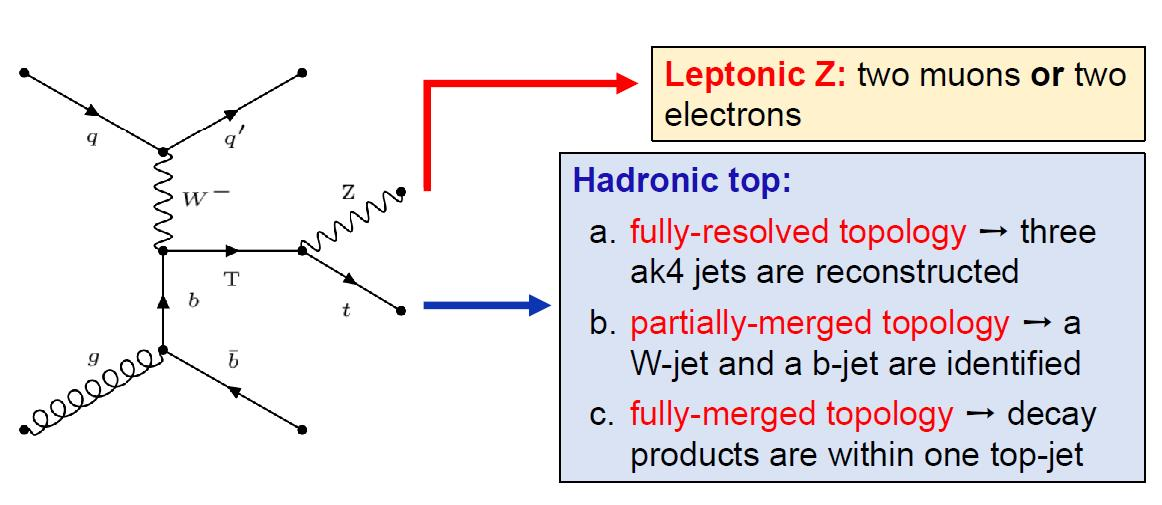 q
q′
W−
Z
T
b
t
g
b̄
Leptonic Z: two muons or two
electrons
Hadronic top:
a. fully-resolved topology → three
ak4 jets are reconstructed
b. partially-merged topology → a
W-jet and a b-jet are identified
c. fully-merged topology → decay
products are within one top-jet